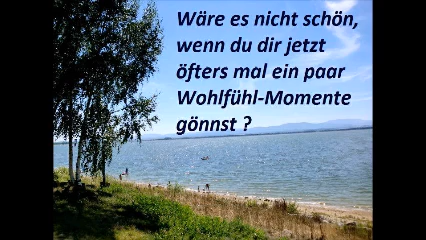 Wäre es nicht schön,
wenn du dir jetzt
öfters mal ein paar
Wohlfühl-Momente
gönnst ?